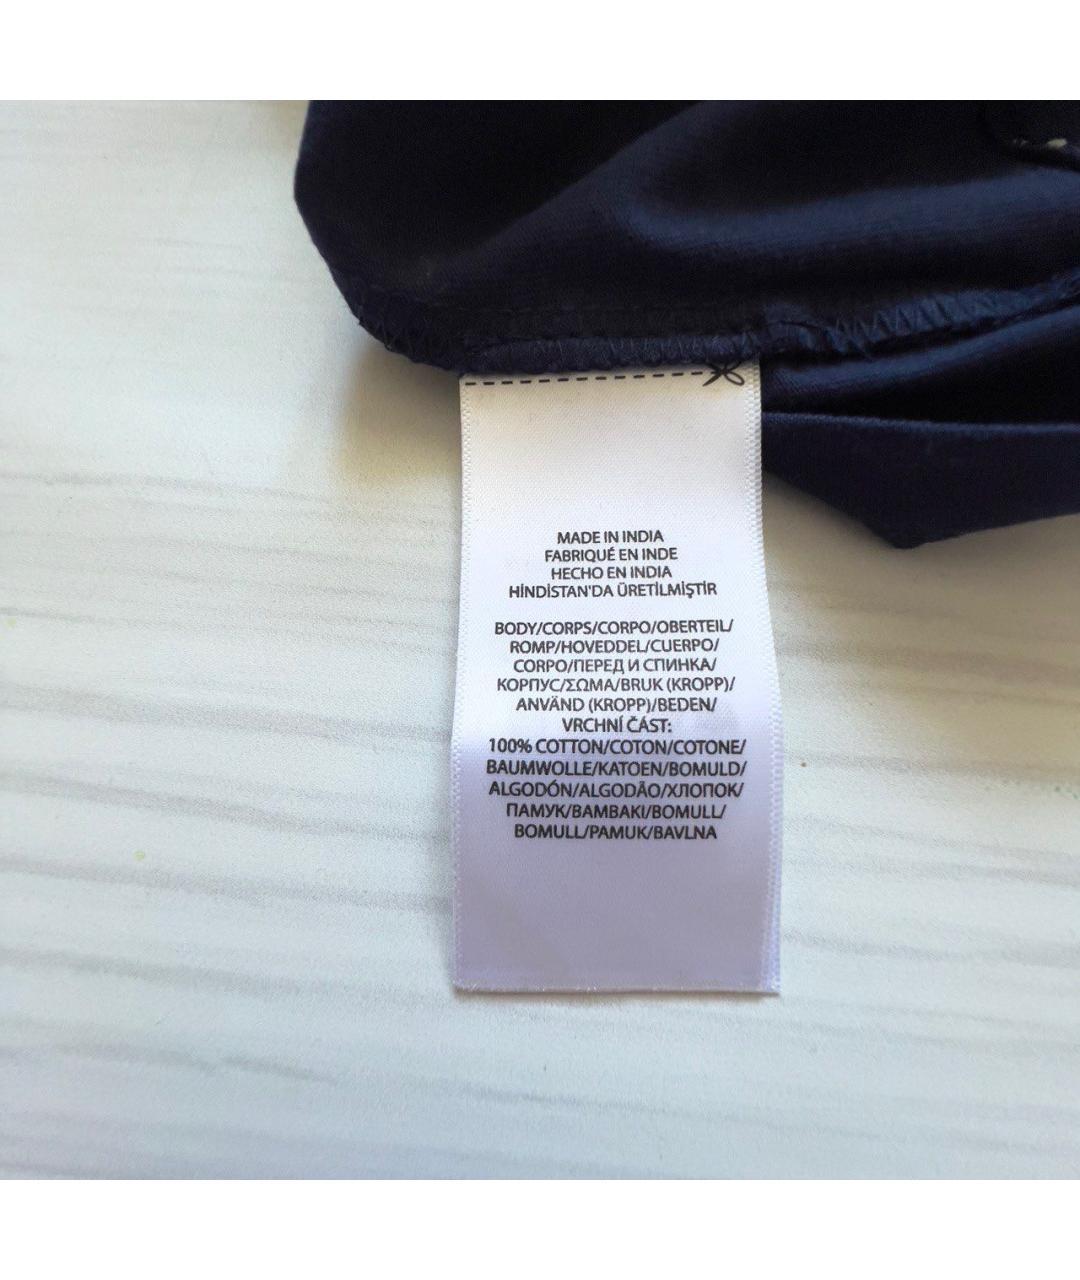 MADE IN INDIA
FABRIQUÉ EN INDE
HECHO EN INDIA
HİNDİSTAN'DA ÜRETİLMİŞTİR
BODY/CORPS/CORPO/OBERTEIL/
ROMP/HOVEDDEL/CUERPO/
CORPO/ПЕРЕД И СПИНКА/
КОРПУС/ΣΩΜΑ/BRUK (KROPP)/
ANVÄND (KROPP)/BEDEN/
VRCHNÍ ČÁST:
100% COTTON/COTON/COTONE/
BAUMWOLLE/KATOEN/BOMULD/
ALGODÓN/ALGODÃO/ХЛОПОК/
ПАМУК/ΒΑΜΒΑΚΙ/BOMULL/
BOMULL/PAMUK/BAVLNA